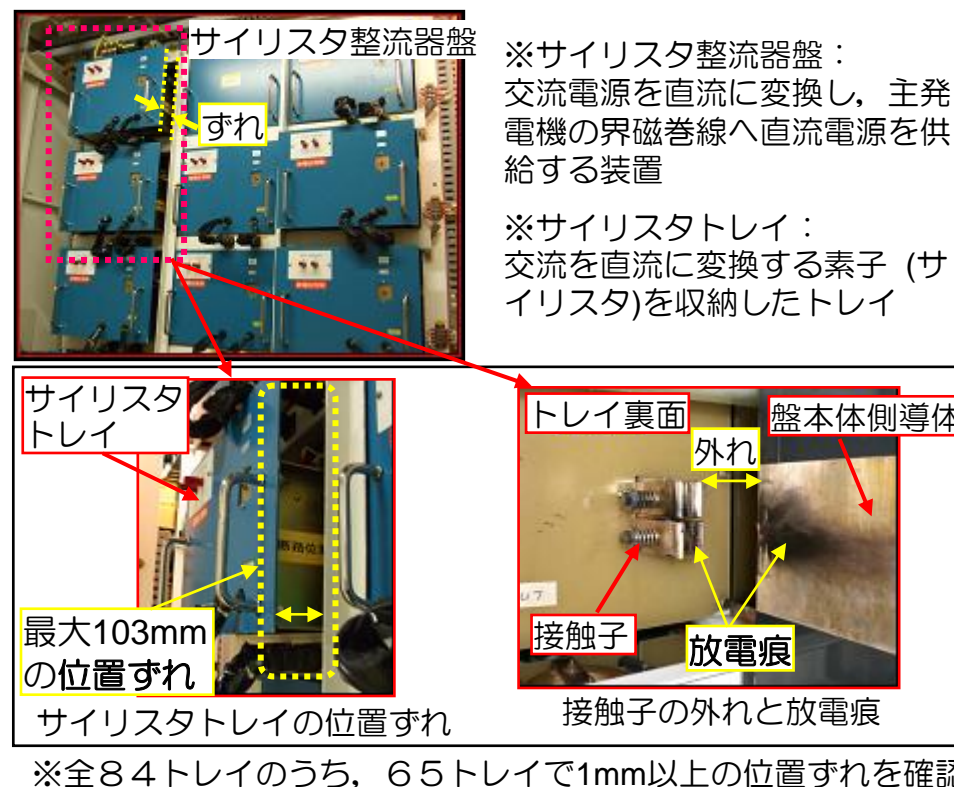 サイリスタ整流器盤
ずれ
※サイリスタ整流器盤：
交流電源を直流に変換し，主発
電機の界磁巻線へ直流電源を供
給する装置
※サイリスタトレイ：
交流を直流に変換する素子 (サ
イリスタ)を収納したトレイ
サイリスタ
トレイ
断路位置
最大103mm
の位置ずれ
サイリスタトレイの位置ずれ
トレイ裏面
盤本体側導体
外れ
接触子
放電痕
接触子の外れと放電痕
※全８４トレイのうち，６５トレイで1mm以上の位置ずれを確認